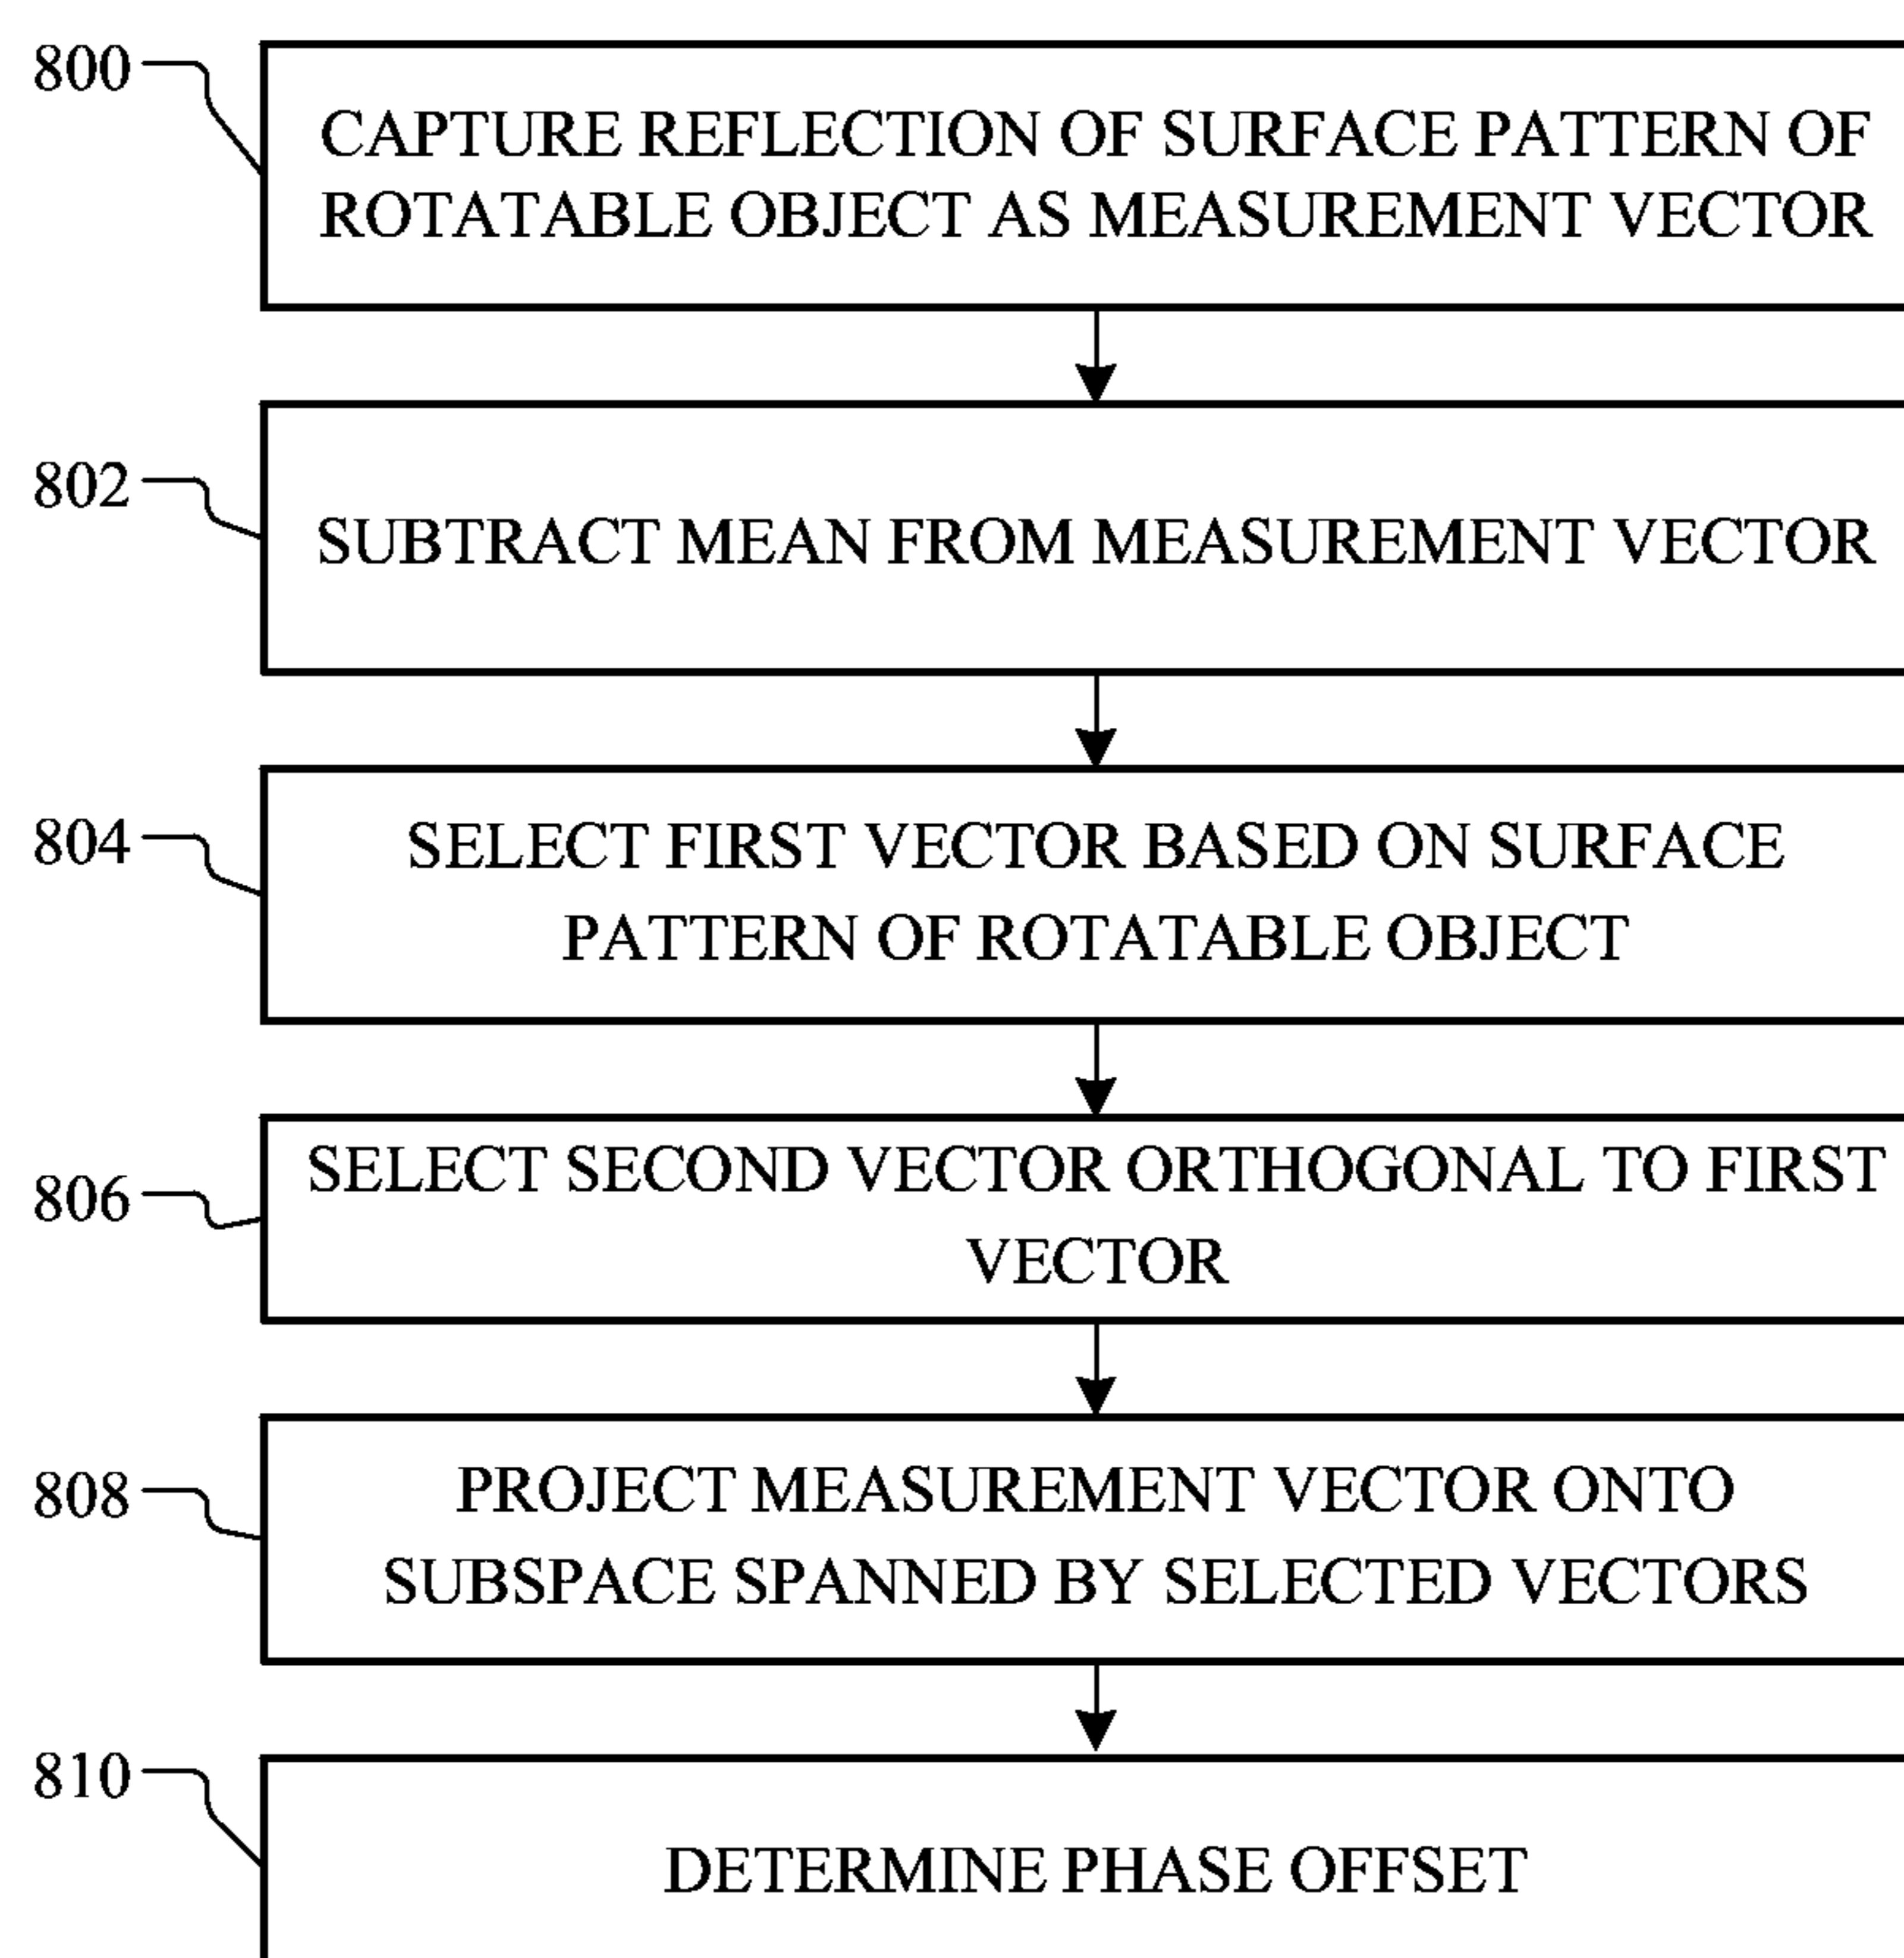 800
CAPTURE REFLECTION OF SURFACE PATTERN OF
ROTATABLE OBJECT AS MEASUREMENT VECTOR
802
SUBTRACT MEAN FROM MEASUREMENT VECTOR
804
SELECT FIRST VECTOR BASED ON SURFACE
PATTERN OF ROTATABLE OBJECT
806
SELECT SECOND VECTOR ORTHOGONAL TO FIRST
VECTOR
808
PROJECT MEASUREMENT VECTOR ONTO
SUBSPACE SPANNED BY SELECTED VECTORS
810
DETERMINE PHASE OFFSET